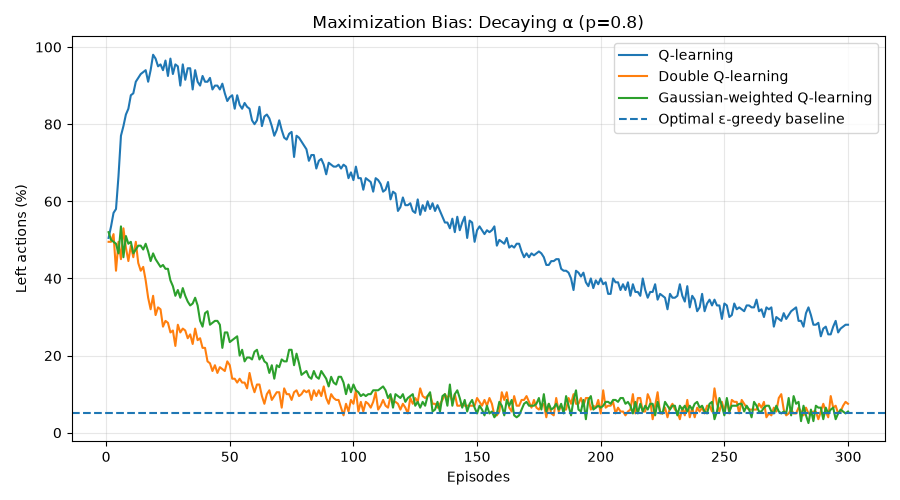 Maximization Bias: Decaying α (p=0.8)
Left actions (%)
100
80
60
40
20
0
0 50 100 150 200 250 300
Episodes
Q-learning
Double Q-learning
Gaussian-weighted Q-learning
Optimal ε-greedy baseline